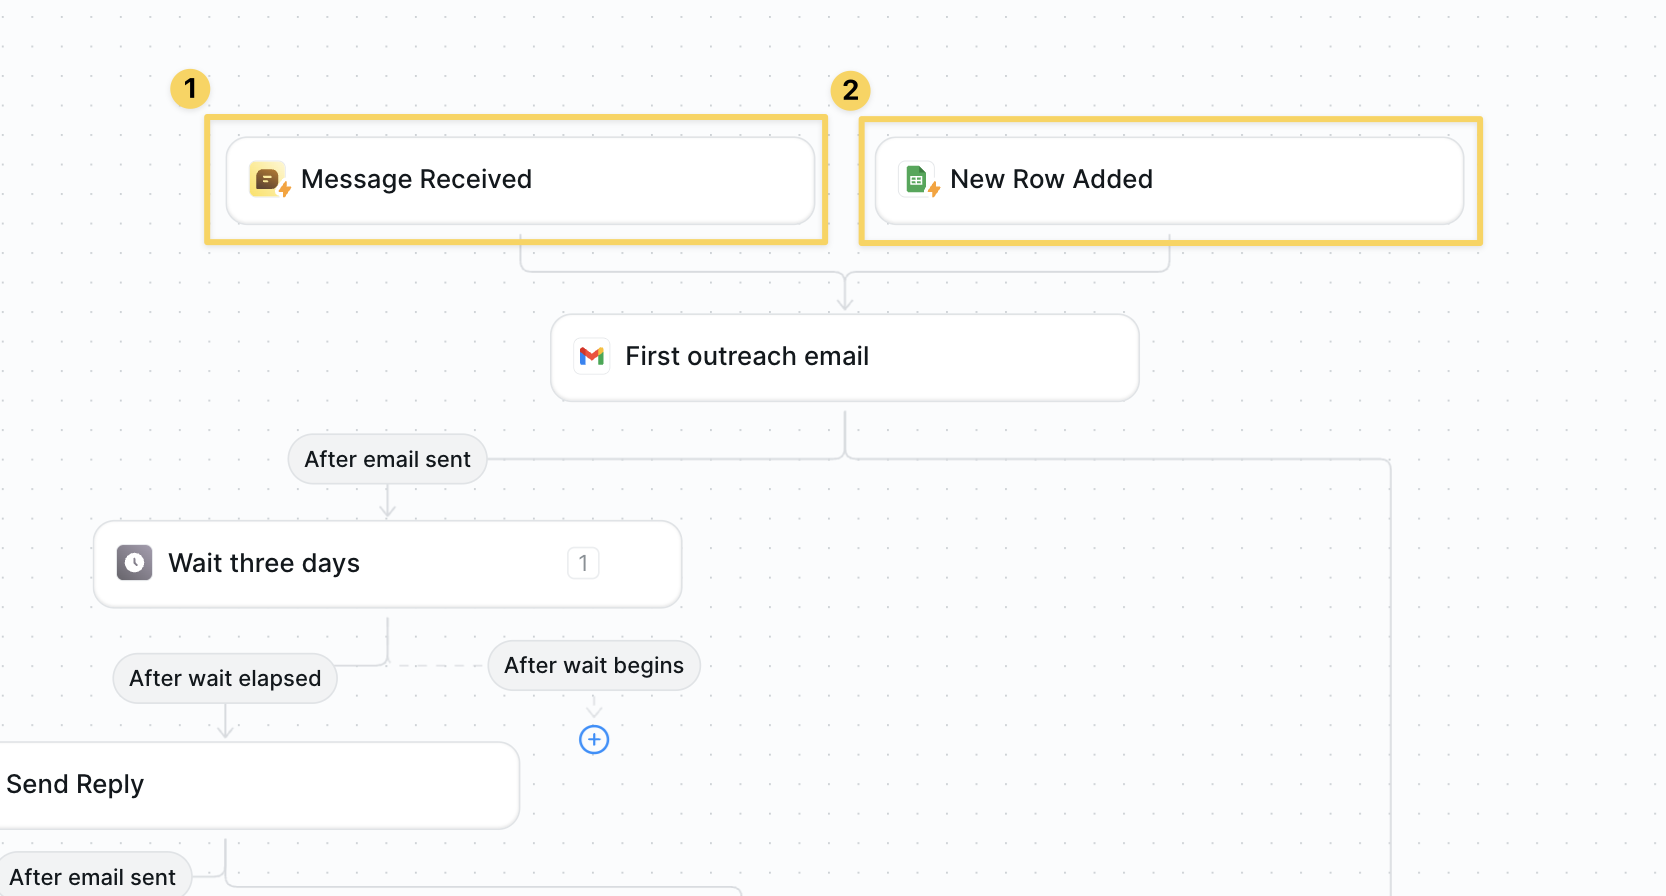 1
2
Message Received
New Row Added
First outreach email
After email sent
Wait three days
1
After wait begins
After wait elapsed
Send Reply
After email sent